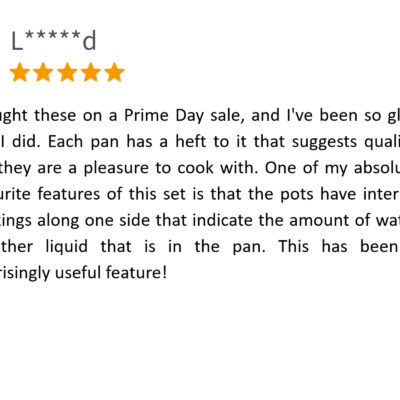 L*****d
ught these on a Prime Day sale, and I've been so gl
I did. Each pan has a heft to it that suggests quali
they are a pleasure to cook with. One of my absolu
urite features of this set is that the pots have inter
kings along one side that indicate the amount of wat
ther liquid that is in the pan. This has been
risingly useful feature!